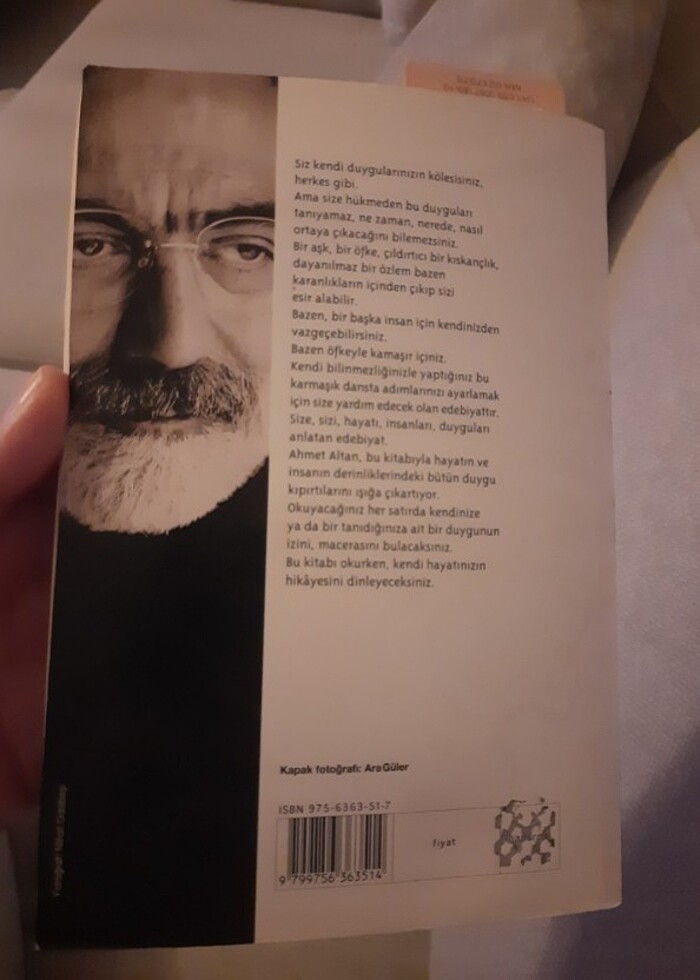 Siz kendi duygularınızın kölesisiniz,
herkes gibi.
Ama size hükmeden bu duyguları
tanıyamaz, ne zaman, nerede, nasıl
ortaya çıkacağını bilemezsiniz.
Bir aşk, bir öfke, çıldırtıcı bir kıskançlık,
dayanılmaz bir özlem bazen
karanlıkların içinden çıkıp sizi
esir alabilir.
Bazen, bir başka insan için kendinizden
vazgeçebilirsiniz.
Bazen öfkeyle kamaşır içiniz.
Kendi bilinmezliğinizle yaptığınız bu
karmaşık dansta adımlarınızı ayarlamak
için size yardım edecek olan edebiyattır.
Size, sizi, hayatı, insanları, duyguları
anlatan edebiyat.
Ahmet Altan, bu kitabıyla hayatın ve
insanın derinliklerindeki bütün duygu
kıpırtılarını ışığa çıkartıyor.
Okuyacağınız her satırda kendinize
ya da bir tanıdığınıza ait bir duygunun
izini, macerasını bulacaksınız.
Bu kitabı okurken, kendi hayatınızın
hikâyesini dinleyeceksiniz.
Kapak fotoğrafı: Ara Güler
ISBN 975-6363-51-7
fiyat
9 799756 363514